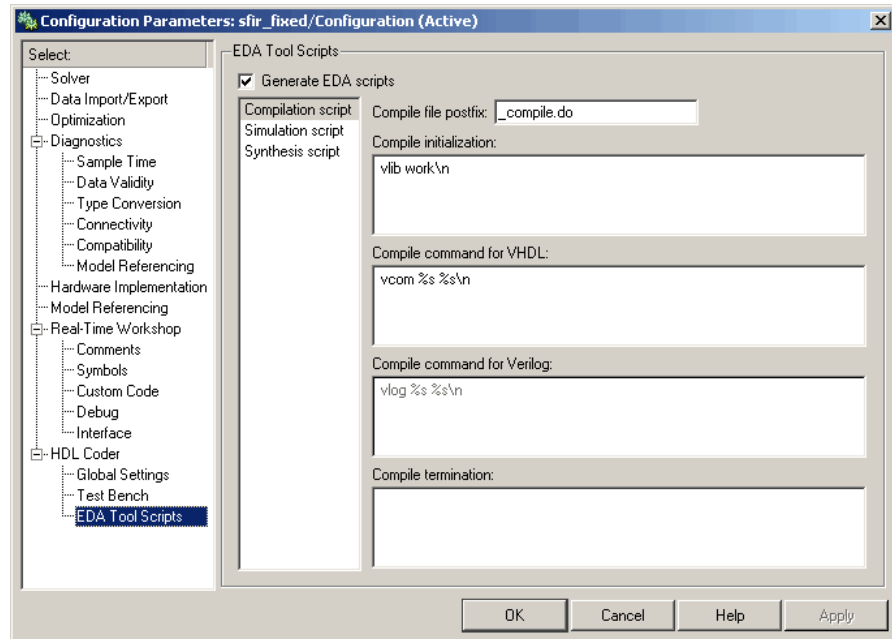 Configuration Parameters: sfir_fixed/Configuration (Active)
Select:
Solver
Data Import/Export
Optimization
Diagnostics
Sample Time
Data Validity
Type Conversion
Connectivity
Compatibility
Model Referencing
Hardware Implementation
Model Referencing
Real-Time Workshop
Comments
Symbols
Custom Code
Debug
Interface
HDL Coder
Global Settings
Test Bench
EDA Tool Scripts
EDA Tool Scripts
Generate EDA scripts
Compilation script
Simulation script
Synthesis script
Compile file postfix: _compile.do
Compile initialization:
vlib work\n
Compile command for VHDL:
vcom %s %s\n
Compile command for Verilog:
vlog %s %s\n
Compile termination:
OK Cancel Help Apply